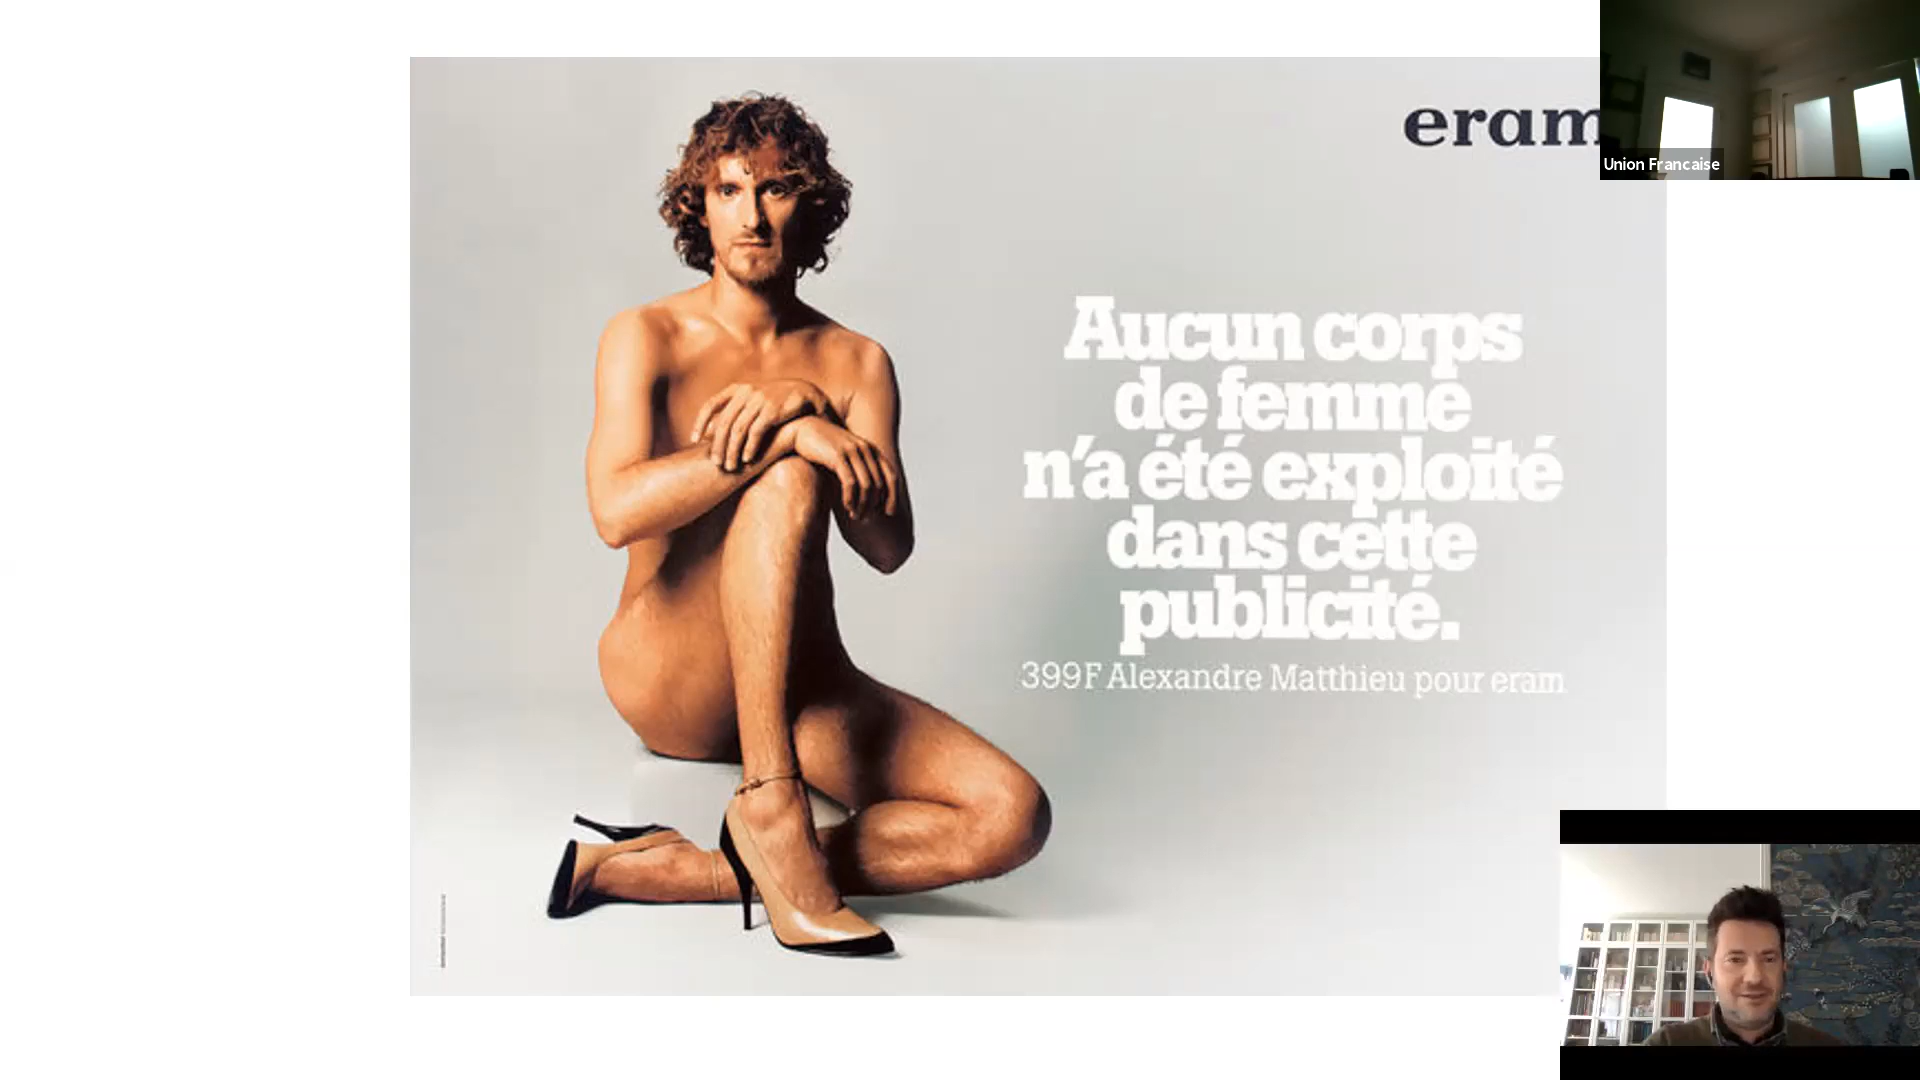 eram
Union Francaise
Aucun corps
de femme
n'a été exploité
dans cette
publicité.
399F Alexandre Matthieu pour eram